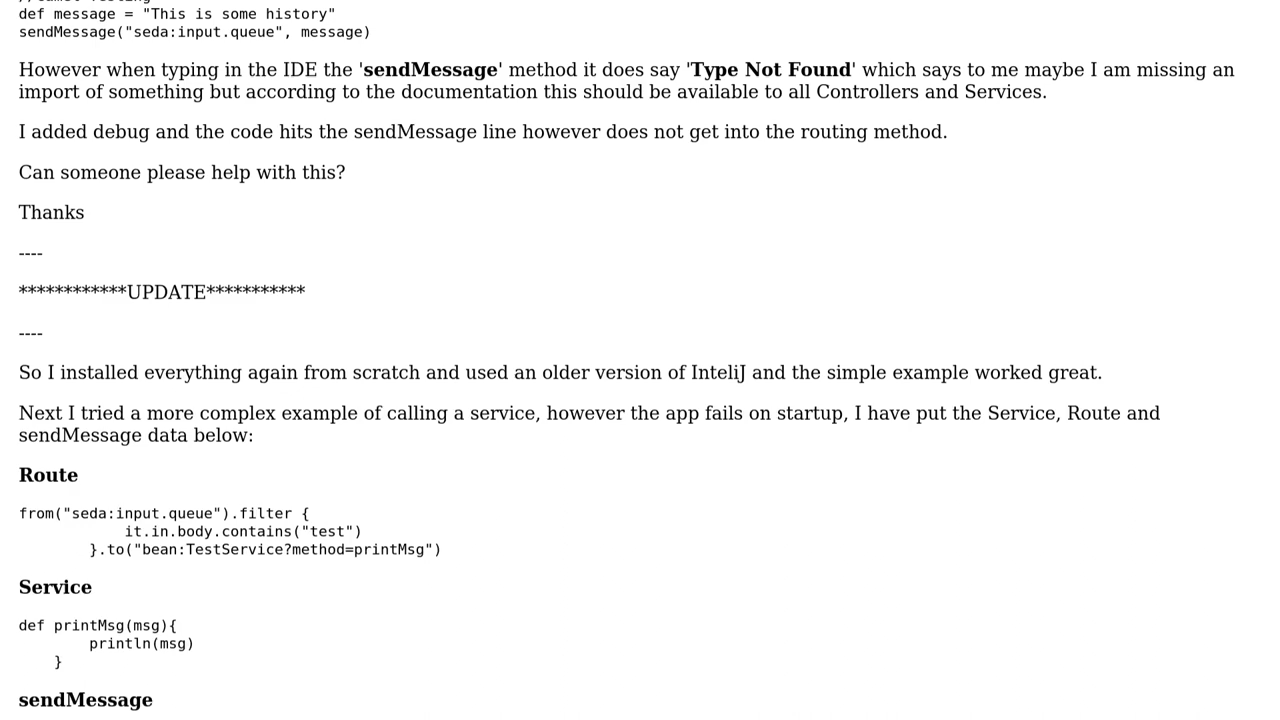 def message = "This is some history"
sendMessage("seda:input.queue", message)
However when typing in the IDE the 'sendMessage' method it does say 'Type Not Found' which says to me maybe I am missing an
import of something but according to the documentation this should be available to all Controllers and Services.
I added debug and the code hits the sendMessage line however does not get into the routing method.
Can someone please help with this?
Thanks
----
************UPDATE***********
----
So I installed everything again from scratch and used an older version of InteliJ and the simple example worked great.
Next I tried a more complex example of calling a service, however the app fails on startup, I have put the Service, Route and
sendMessage data below:
Route
from("seda:input.queue").filter {
            it.in.body.contains("test")
        }.to("bean:TestService?method=printMsg")
Service
def printMsg(msg){
        println(msg)
    }
sendMessage